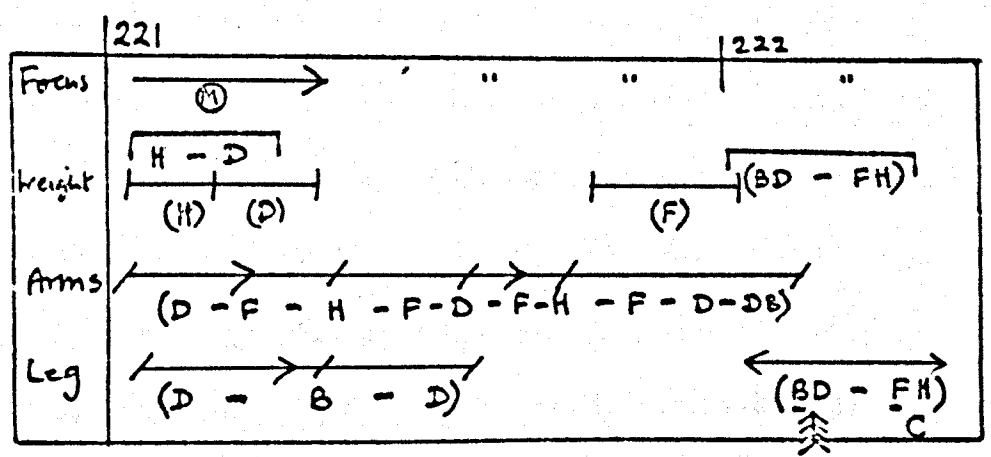 221 222
Focus " " "
M
H - D
Weight (BD - FH)
(H) (D) (F)
Arms
(D - F - H - F - D - F - H - F - D - DB)
Leg
(D - B - D) (BD - FH)
C